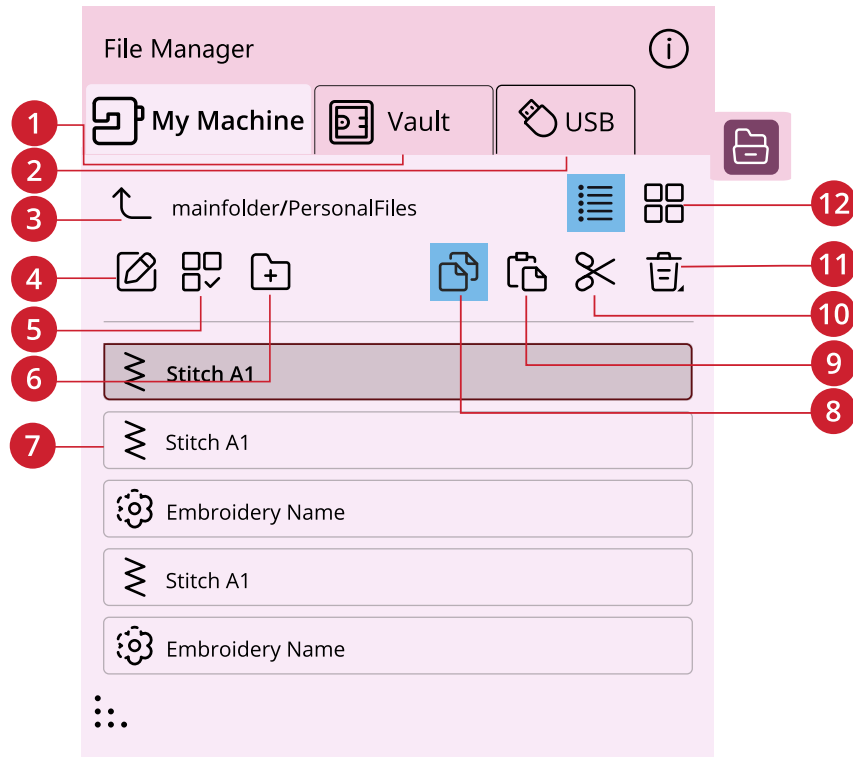 File Manager
My Machine Vault USB
1
2
mainfolder/PersonalFiles
3
12
4
11
5
10
6
Stitch A1
9
8
7
Stitch A1
Embroidery Name
Stitch A1
Embroidery Name